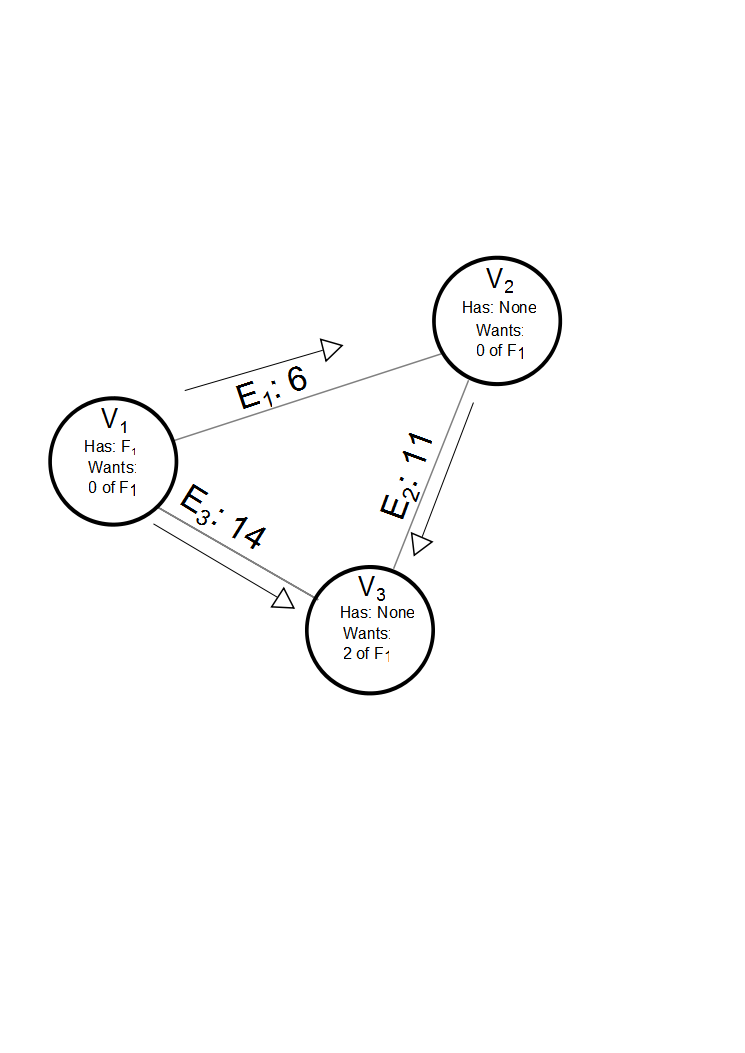 V2
Has: None
Wants:
0 of F1
E1: 6
V1
Has: F1
Wants:
0 of F1
E2: 11
E3: 14
V3
Has: None
Wants:
2 of F1